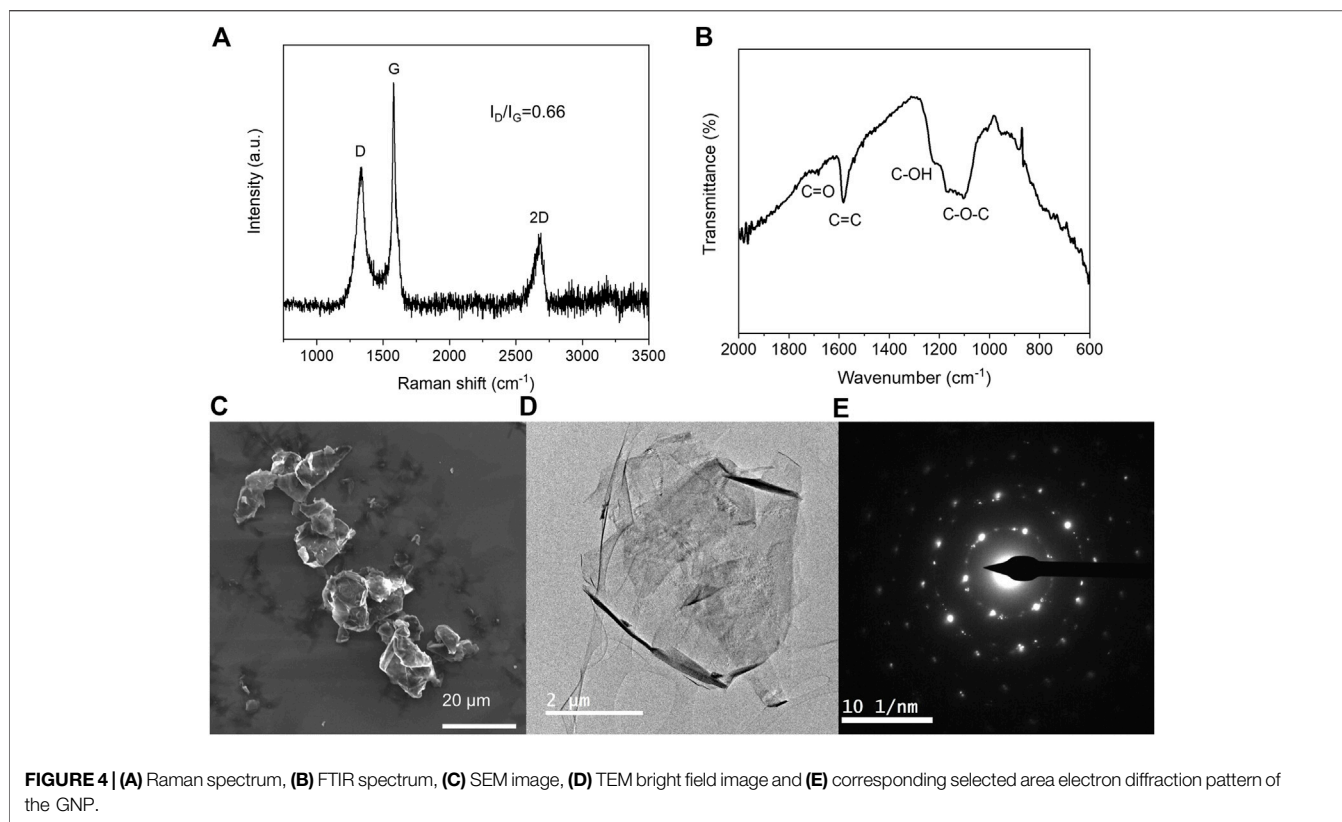 A
B
G
I_D/I_G=0.66
D
2D
Intensity (a.u.)
1000 1500 2000 2500 3000 3500
Raman shift (cm⁻¹)
C=O
C=C
C-OH
C-O-C
Transmittance (%)
2000 1800 1600 1400 1200 1000 800 600
Wavenumber (cm⁻¹)
C
D
E
20 µm
2 µm
10 1/nm
FIGURE 4 | (A) Raman spectrum, (B) FTIR spectrum, (C) SEM image, (D) TEM bright field image and (E) corresponding selected area electron diffraction pattern of
the GNP.